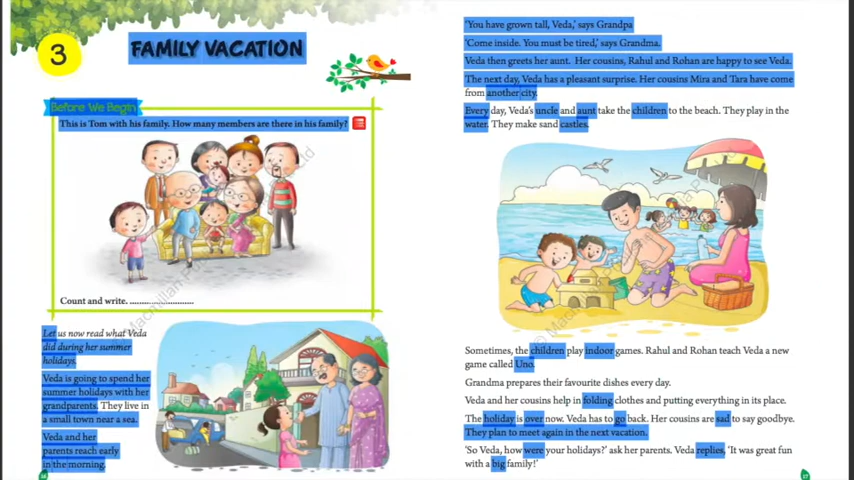 3
FAMILY VACATION
Before We Begin
This is Tom with his family. How many members are there in his family?
Count and write. ........................
Let us now read what Veda
did during her summer
holidays.
Veda is going to spend her
summer holidays with her
grandparents. They live in
a small town near a sea.
Veda and her
parents reach early
in the morning.
'You have grown tall, Veda,' says Grandpa
'Come inside. You must be tired,' says Grandma.
Veda then greets her aunt. Her cousins, Rahul and Rohan are happy to see Veda.
The next day, Veda has a pleasant surprise. Her cousins Mira and Tara have come
from another city.
Every day, Veda's uncle and aunt take the children to the beach. They play in the
water. They make sand castles.
Sometimes, the children play indoor games. Rahul and Rohan teach Veda a new
game called Uno.
Grandma prepares their favourite dishes every day.
Veda and her cousins help in folding clothes and putting everything in its place.
The holiday is over now. Veda has to go back. Her cousins are sad to say goodbye.
They plan to meet again in the next vacation.
'So Veda, how were your holidays?' ask her parents. Veda replies, 'It was great fun
with a big family!'